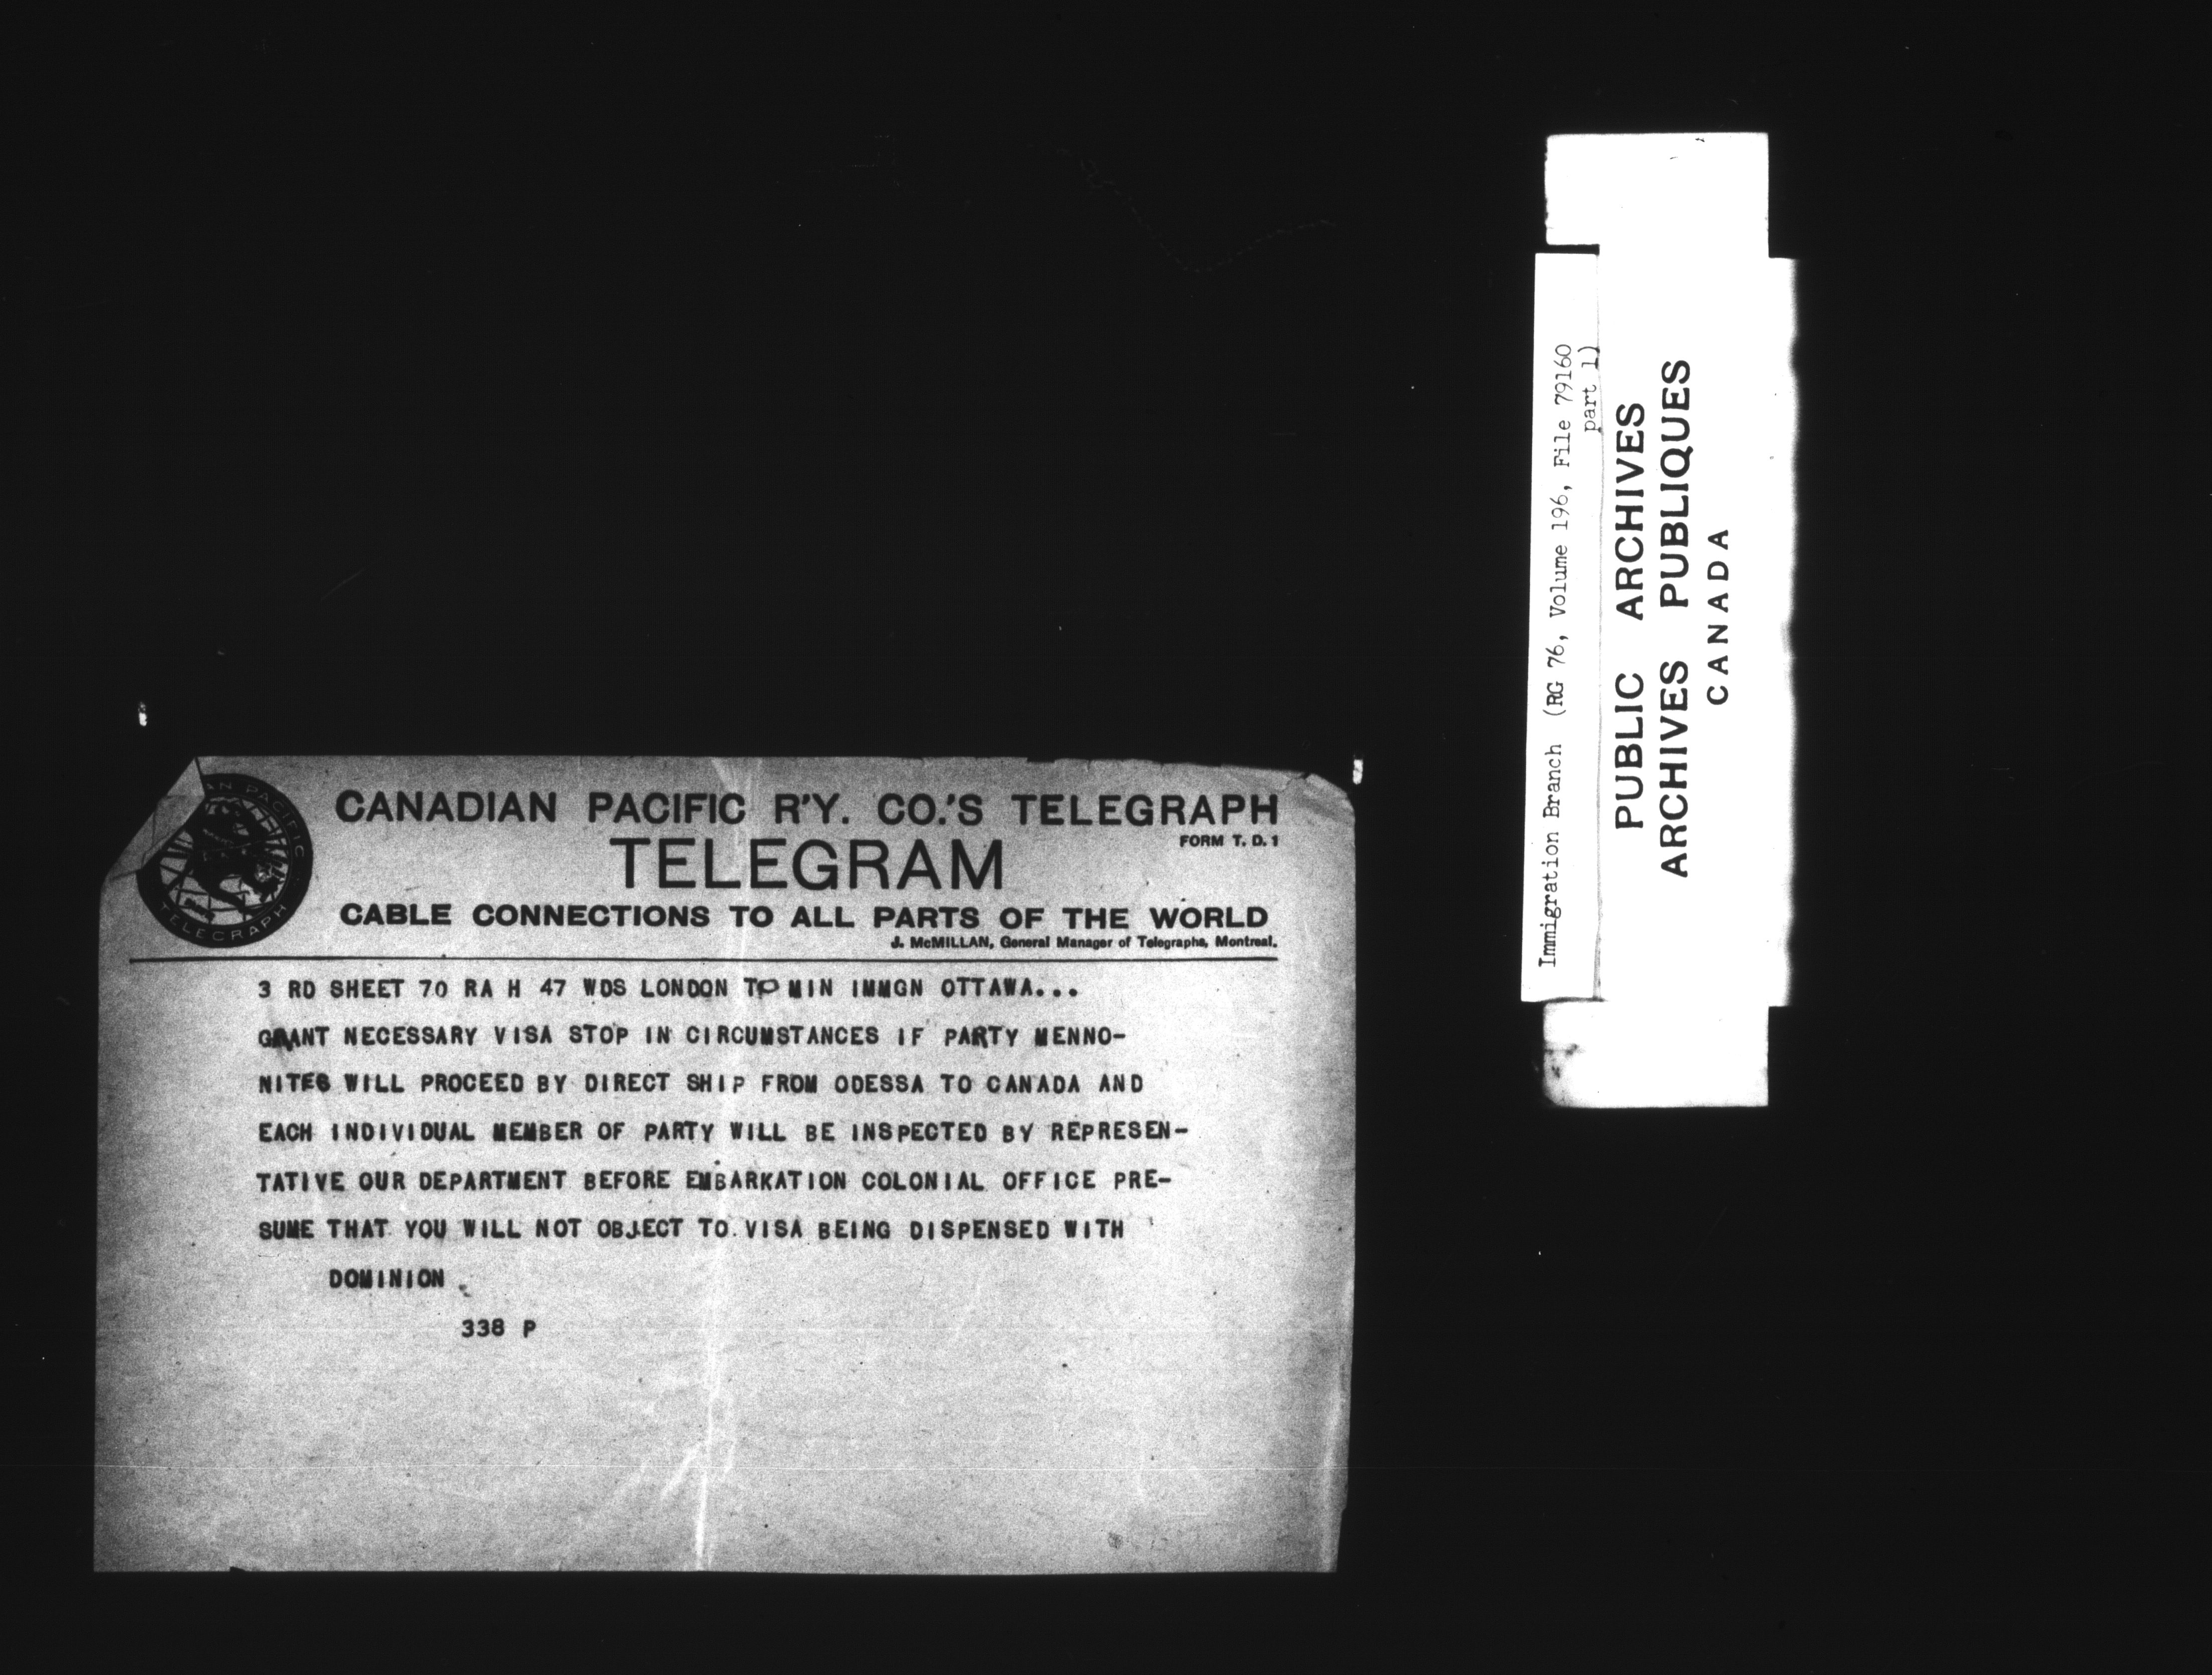 CANADIAN PACIFIC R'Y. CO.'S TELEGRAPH
FORM T. D. 1
TELEGRAM
CABLE CONNECTIONS TO ALL PARTS OF THE WORLD
J. McMILLAN, General Manager of Telegraphs, Montreal.
AN PACIFIC
TELEGRAPH
3 RD SHEET 70 RA H 47 WDS LONDON TO MIN IMMGN OTTAWA...
GRANT NECESSARY VISA STOP IN CIRCUMSTANCES IF PARTY MENNO-
NITES WILL PROCEED BY DIRECT SHIP FROM ODESSA TO CANADA AND
EACH INDIVIDUAL MEMBER OF PARTY WILL BE INSPECTED BY REPRESEN-
TATIVE OUR DEPARTMENT BEFORE EMBARKATION COLONIAL OFFICE PRE-
SUME THAT YOU WILL NOT OBJECT TO VISA BEING DISPENSED WITH
DOMINION
338 P
Immigration Branch (RG 76, Volume 196, File 79160
part 1)
PUBLIC ARCHIVES
ARCHIVES PUBLIQUES
CANADA